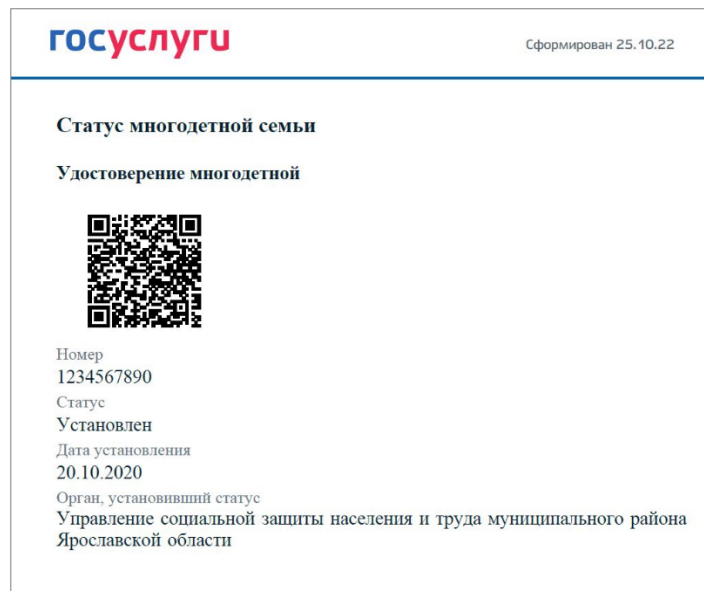 госуслуги
Сформирован 25.10.22
Статус многодетной семьи
Удостоверение многодетной
Номер
1234567890
Статус
Установлен
Дата установления
20.10.2020
Орган, установивший статус
Управление социальной защиты населения и труда муниципального района
Ярославской области